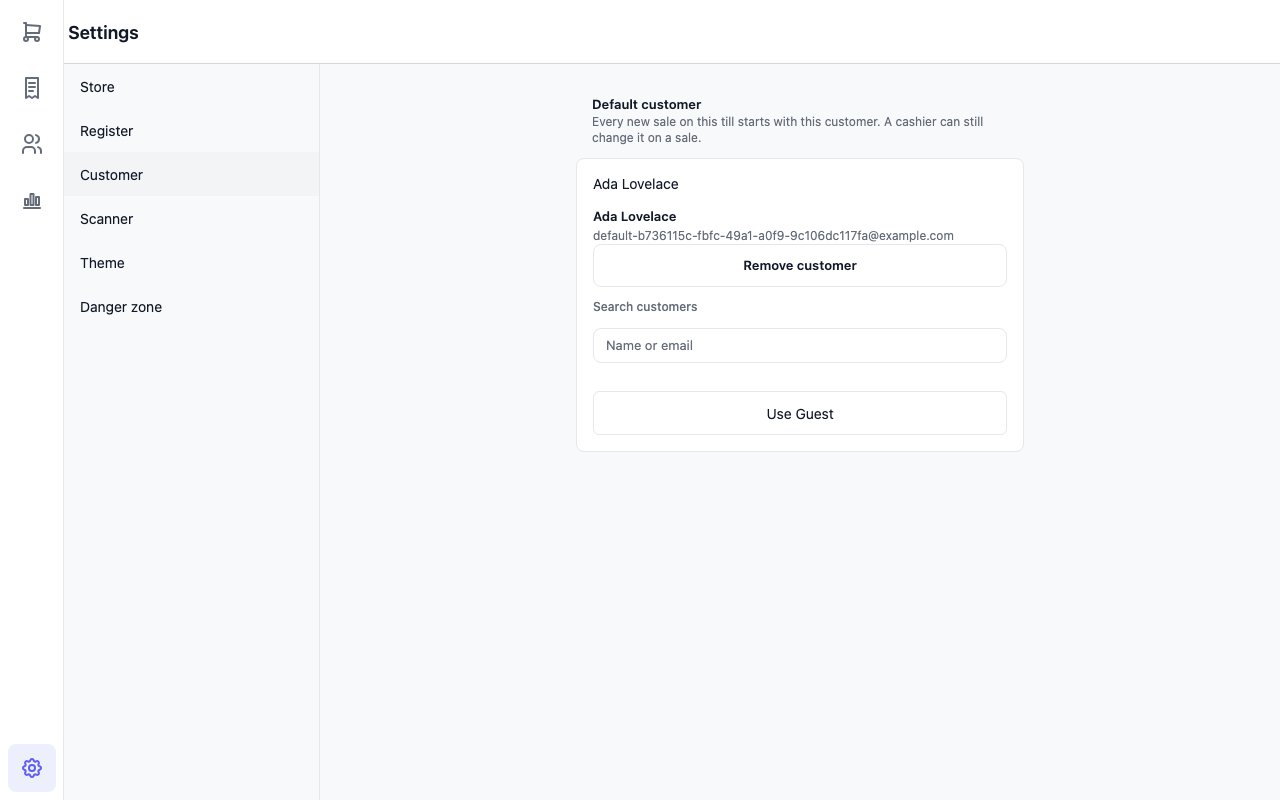 Settings
Store
Register
Customer
Scanner
Theme
Danger zone
Default customer
Every new sale on this till starts with this customer. A cashier can still
change it on a sale.
Ada Lovelace
Ada Lovelace
default-b736115c-fbfc-49a1-a0f9-9c106dc117fa@example.com
Remove customer
Search customers
Name or email
Use Guest